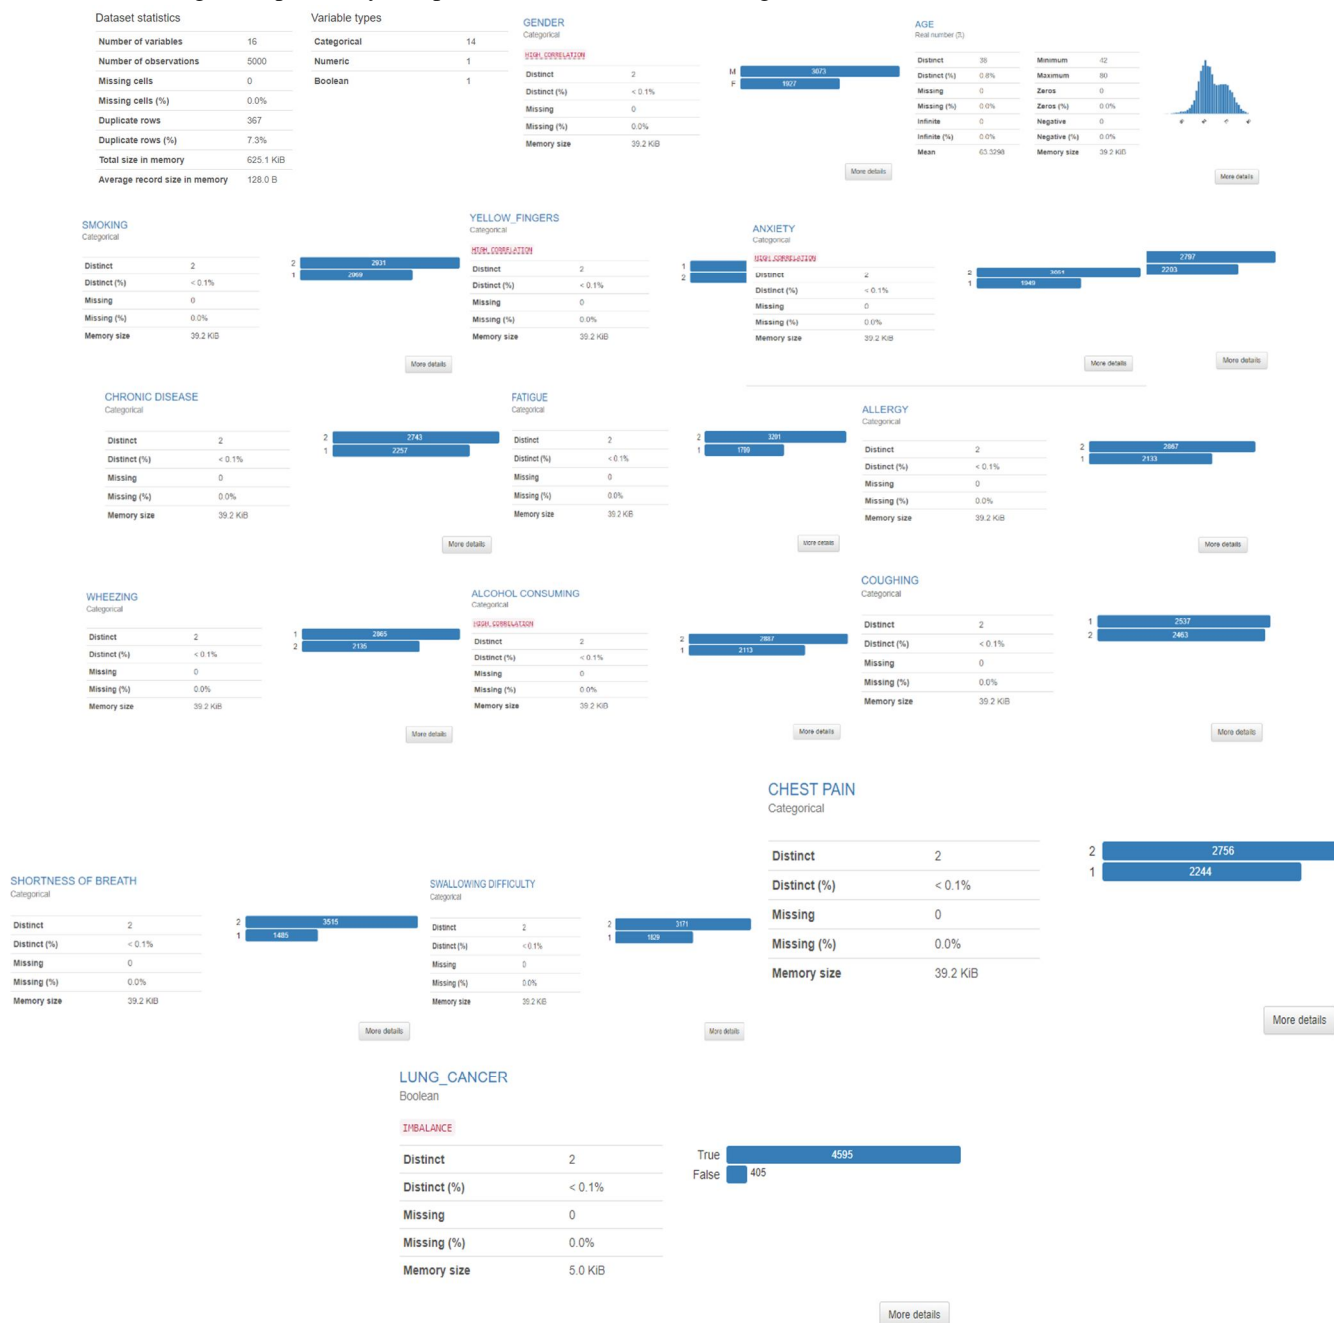 Dataset statistics
Number of variables 16
Number of observations 5000
Missing cells 0
Missing cells (%) 0.0%
Duplicate rows 367
Duplicate rows (%) 7.3%
Total size in memory 625.1 KiB
Average record size in memory 128.0 B
Variable types
Categorical 14
Numeric 1
Boolean 1
GENDER
Categorical
HIGH CORRELATION
Distinct 2
Distinct (%) < 0.1%
Missing 0
Missing (%) 0.0%
Memory size 39.2 KiB
M 3073
F 1927
More details
AGE
Real number (ℝ)
Distinct 38
Distinct (%) 0.8%
Missing 0
Missing (%) 0.0%
Infinite 0
Infinite (%) 0.0%
Mean 63.3298
Minimum 42
Maximum 80
Zeros 0
Zeros (%) 0.0%
Negative 0
Negative (%) 0.0%
Memory size 39.2 KiB
More details
SMOKING
Categorical
Distinct 2
Distinct (%) < 0.1%
Missing 0
Missing (%) 0.0%
Memory size 39.2 KiB
2 2931
1 2069
More details
YELLOW_FINGERS
Categorical
HIGH CORRELATION
Distinct 2
Distinct (%) < 0.1%
Missing 0
Missing (%) 0.0%
Memory size 39.2 KiB
1
2
ANXIETY
Categorical
HIGH CORRELATION
Distinct 2
Distinct (%) < 0.1%
Missing 0
Missing (%) 0.0%
Memory size 39.2 KiB
2 3051
1 1949
More details
2797
2203
More details
CHRONIC DISEASE
Categorical
Distinct 2
Distinct (%) < 0.1%
Missing 0
Missing (%) 0.0%
Memory size 39.2 KiB
2 2743
1 2257
More details
FATIGUE
Categorical
Distinct 2
Distinct (%) < 0.1%
Missing 0
Missing (%) 0.0%
Memory size 39.2 KiB
2 3201
1 1799
More details
ALLERGY
Categorical
Distinct 2
Distinct (%) < 0.1%
Missing 0
Missing (%) 0.0%
Memory size 39.2 KiB
2 2867
1 2133
More details
WHEEZING
Categorical
Distinct 2
Distinct (%) < 0.1%
Missing 0
Missing (%) 0.0%
Memory size 39.2 KiB
1 2865
2 2135
More details
ALCOHOL CONSUMING
Categorical
HIGH CORRELATION
Distinct 2
Distinct (%) < 0.1%
Missing 0
Missing (%) 0.0%
Memory size 39.2 KiB
2 2887
1 2113
More details
COUGHING
Categorical
Distinct 2
Distinct (%) < 0.1%
Missing 0
Missing (%) 0.0%
Memory size 39.2 KiB
1 2537
2 2463
More details
SHORTNESS OF BREATH
Categorical
Distinct 2
Distinct (%) < 0.1%
Missing 0
Missing (%) 0.0%
Memory size 39.2 KiB
2 3515
1 1485
More details
SWALLOWING DIFFICULTY
Categorical
Distinct 2
Distinct (%) < 0.1%
Missing 0
Missing (%) 0.0%
Memory size 39.2 KiB
2 3171
1 1829
More details
CHEST PAIN
Categorical
Distinct 2
Distinct (%) < 0.1%
Missing 0
Missing (%) 0.0%
Memory size 39.2 KiB
2 2756
1 2244
More details
LUNG_CANCER
Boolean
IMBALANCE
Distinct 2
Distinct (%) < 0.1%
Missing 0
Missing (%) 0.0%
Memory size 5.0 KiB
True 4595
False 405
More details